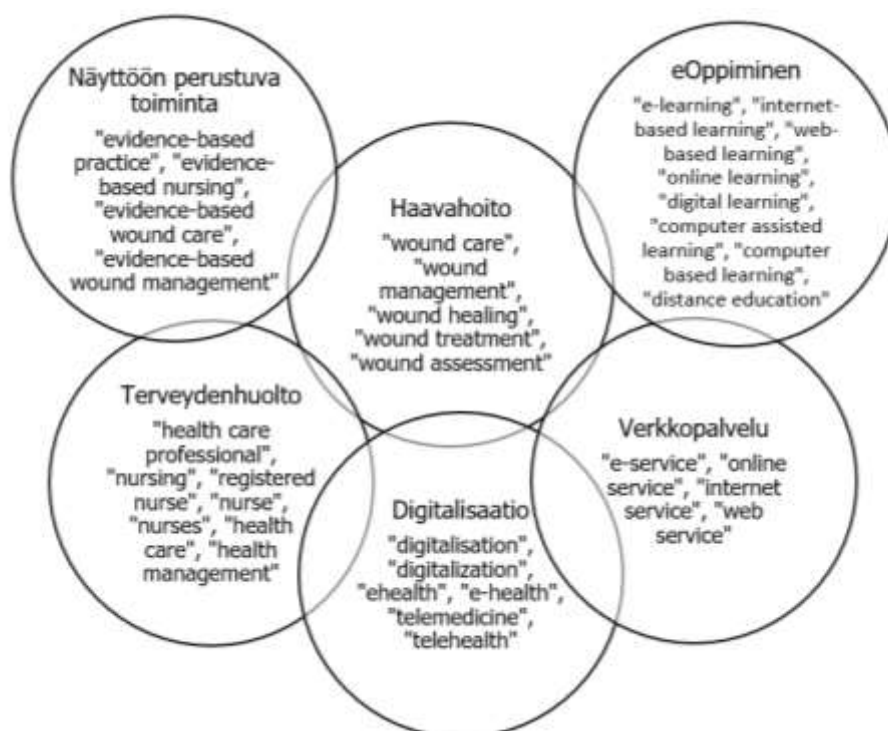 Näyttöön perustuva
toiminta
"evidence-based
practice", "evidence-
based nursing",
"evidence-based
wound care",
"evidence-based
wound management"
eOppiminen
"e-learning", "internet-
based learning", "web-
based learning",
"online learning",
"digital learning",
"computer assisted
learning", "computer
based learning",
"distance education"
Haavahoito
"wound care",
"wound
management",
"wound healing",
"wound treatment",
"wound assessment"
Terveydenhuolto
"health care
professional",
"nursing", "registered
nurse", "nurse",
"nurses", "health
care", "health
management"
Digitalisaatio
"digitalisation",
"digitalization",
"ehealth", "e-health",
"telemedicine",
"telehealth"
Verkkopalvelu
"e-service", "online
service", "internet
service", "web
service"